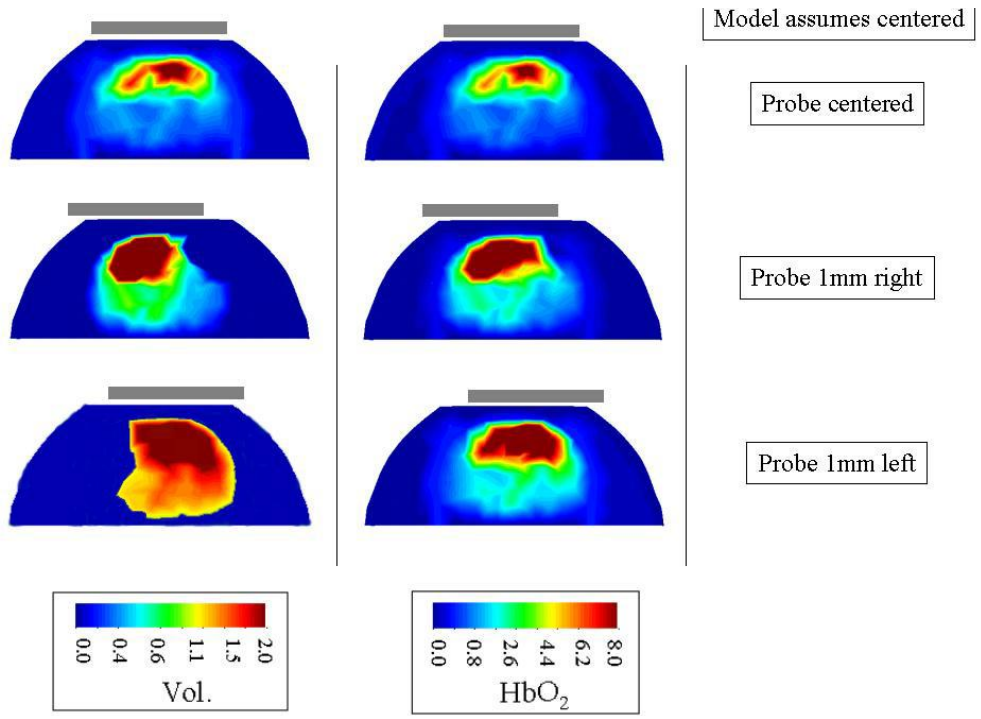 Model assumes centered
Probe centered
Probe 1mm right
Probe 1mm left
0.0 0.4 0.6 1.1 1.5 2.0
Vol.
0.0 0.8 2.6 4.4 6.2 8.0
HbO₂